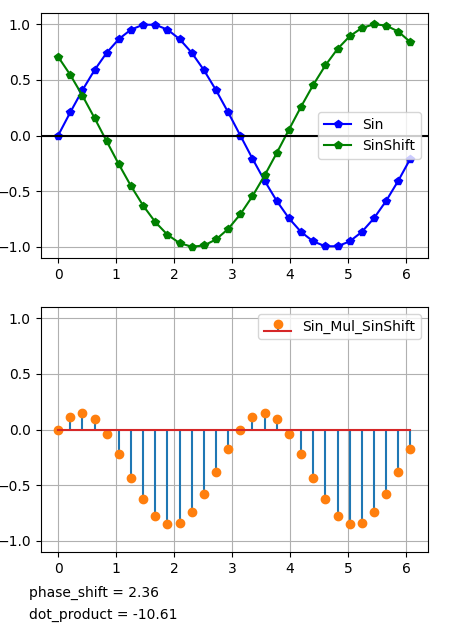 1.0
0.5
0.0
−0.5
−1.0
Sin
SinShift
0 1 2 3 4 5 6
1.0
0.5
0.0
−0.5
−1.0
Sin_Mul_SinShift
0 1 2 3 4 5 6
phase_shift = 2.36
dot_product = -10.61